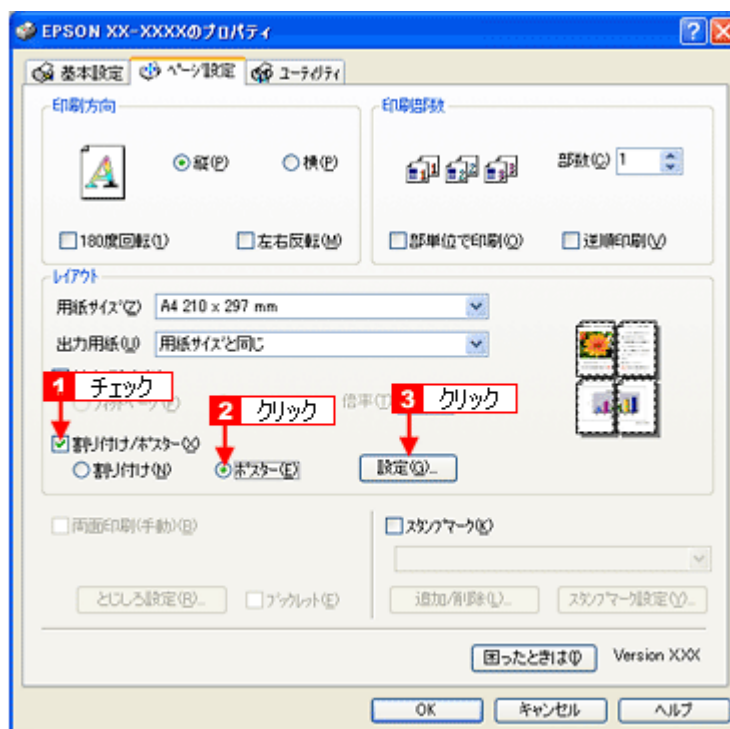 EPSON XX-XXXXのプロパティ
基本設定 ページ設定 ユーティリティ
印刷方向
縦(P) 横(P)
180度回転(1) 左右反転(M)
印刷部数
部数(C) 1
部単位で印刷(O) 逆順印刷(V)
レイアウト
用紙サイズ(Z) A4 210 x 297 mm
出力用紙(U) 用紙サイズと同じ
1 チェック
倍率(T)
2 クリック
3 クリック
割り付け/ポスター(X)
割り付け(N) ポスター(E) 設定(G)...
両面印刷(手動)(B)
とじしろ設定(R)... ブックレット(E)
スタンプマーク(K)
追加/削除(L)... スタンプマーク設定(Y)...
困ったときは(I) Version XXX
OK キャンセル ヘルプ